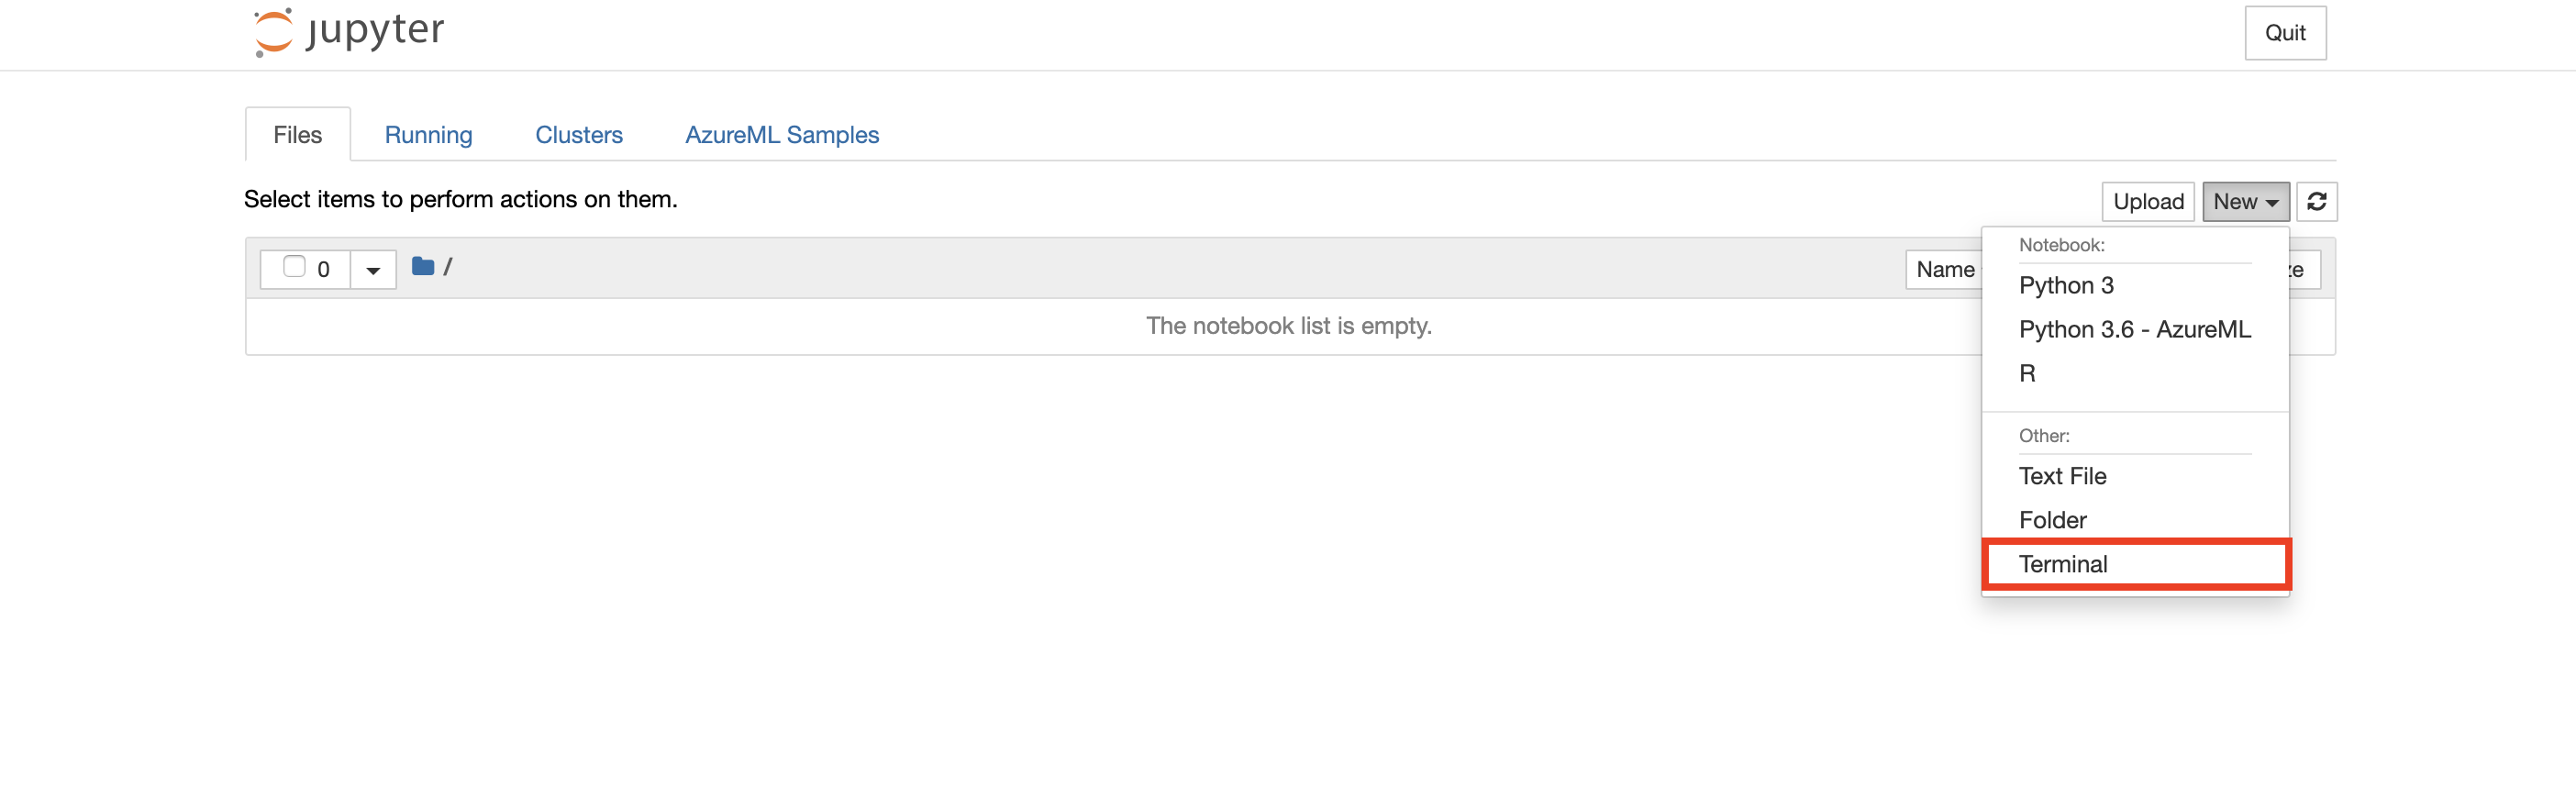 jupyter
Quit
Files Running Clusters AzureML Samples
Select items to perform actions on them.
Upload New
0 /
Name
The notebook list is empty.
Notebook:
Python 3
Python 3.6 - AzureML
R
Other:
Text File
Folder
Terminal